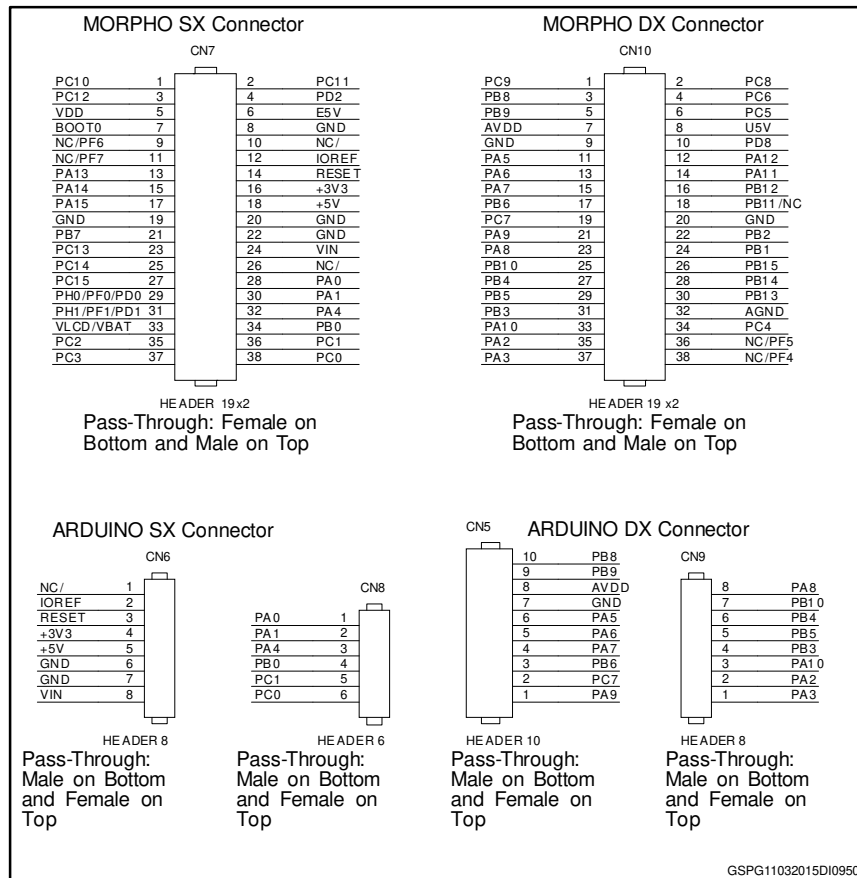 MORPHO SX Connector
CN7
PC10 1 2 PC11
PC12 3 4 PD2
VDD 5 6 E5V
BOOT0 7 8 GND
NC/PF6 9 10 NC/
NC/PF7 11 12 IOREF
PA13 13 14 RESET
PA14 15 16 +3V3
PA15 17 18 +5V
GND 19 20 GND
PB7 21 22 GND
PC13 23 24 VIN
PC14 25 26 NC/
PC15 27 28 PA0
PH0/PF0/PD0 29 30 PA1
PH1/PF1/PD1 31 32 PA4
VLCD/VBAT 33 34 PB0
PC2 35 36 PC1
PC3 37 38 PC0
HEADER 19x2
Pass-Through: Female on
Bottom and Male on Top
MORPHO DX Connector
CN10
PC9 1 2 PC8
PB8 3 4 PC6
PB9 5 6 PC5
AVDD 7 8 U5V
GND 9 10 PD8
PA5 11 12 PA12
PA6 13 14 PA11
PA7 15 16 PB12
PB6 17 18 PB11/NC
PC7 19 20 GND
PA9 21 22 PB2
PA8 23 24 PB1
PB10 25 26 PB15
PB4 27 28 PB14
PB5 29 30 PB13
PB3 31 32 AGND
PA10 33 34 PC4
PA2 35 36 NC/PF5
PA3 37 38 NC/PF4
HEADER 19 x2
Pass-Through: Female on
Bottom and Male on Top
ARDUINO SX Connector
CN6
NC/ 1
IOREF 2
RESET 3
+3V3 4
+5V 5
GND 6
GND 7
VIN 8
HEADER 8
Pass-Through:
Male on Bottom
and Female on
Top
CN8
PA0 1
PA1 2
PA4 3
PB0 4
PC1 5
PC0 6
HEADER 6
Pass-Through:
Male on Bottom
and Female on
Top
ARDUINO DX Connector
CN5
10 PB8
9 PB9
8 AVDD
7 GND
6 PA5
5 PA6
4 PA7
3 PB6
2 PC7
1 PA9
HEADER 10
Pass-Through:
Male on Bottom
and Female on
Top
CN9
8 PA8
7 PB10
6 PB4
5 PB5
4 PB3
3 PA10
2 PA2
1 PA3
HEADER 8
Pass-Through:
Male on Bottom
and Female on
Top
GSPG11032015DI0950